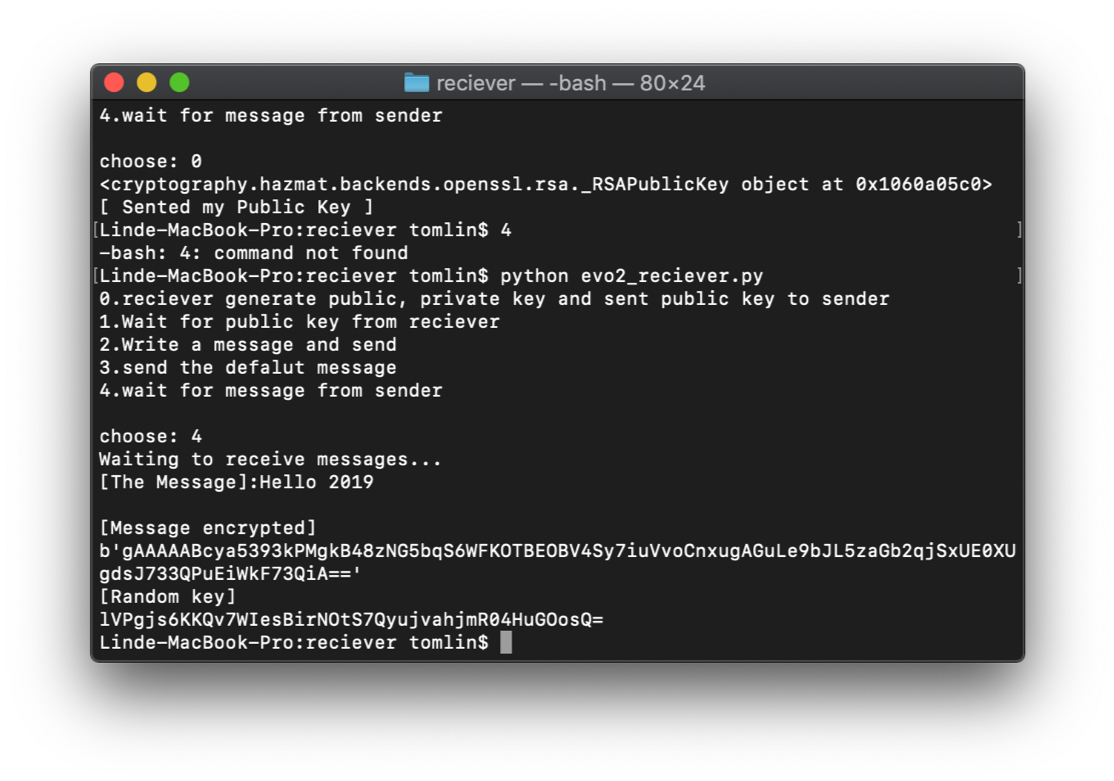 reciever — -bash — 80×24
4.wait for message from sender
choose: 0
<cryptography.hazmat.backends.openssl.rsa._RSAPublicKey object at 0x1060a05c0>
[ Sented my Public Key ]
[Linde-MacBook-Pro:reciever tomlin$ 4 ]
-bash: 4: command not found
[Linde-MacBook-Pro:reciever tomlin$ python evo2_reciever.py ]
0.reciever generate public, private key and sent public key to sender
1.Wait for public key from reciever
2.Write a message and send
3.send the defalut message
4.wait for message from sender
choose: 4
Waiting to receive messages...
[The Message]:Hello 2019
[Message encrypted]
b'gAAAAABcya5393kPMgkB48zNG5bqS6WFKOTBEOBV4Sy7iuVvoCnxugAGuLe9bJL5zaGb2qjSxUE0XU
gdsJ733QPuEiWkF73QiA=='
[Random key]
lVPgjs6KKQv7WIesBirNOtS7QyujvahjmR04HuGOosQ=
Linde-MacBook-Pro:reciever tomlin$